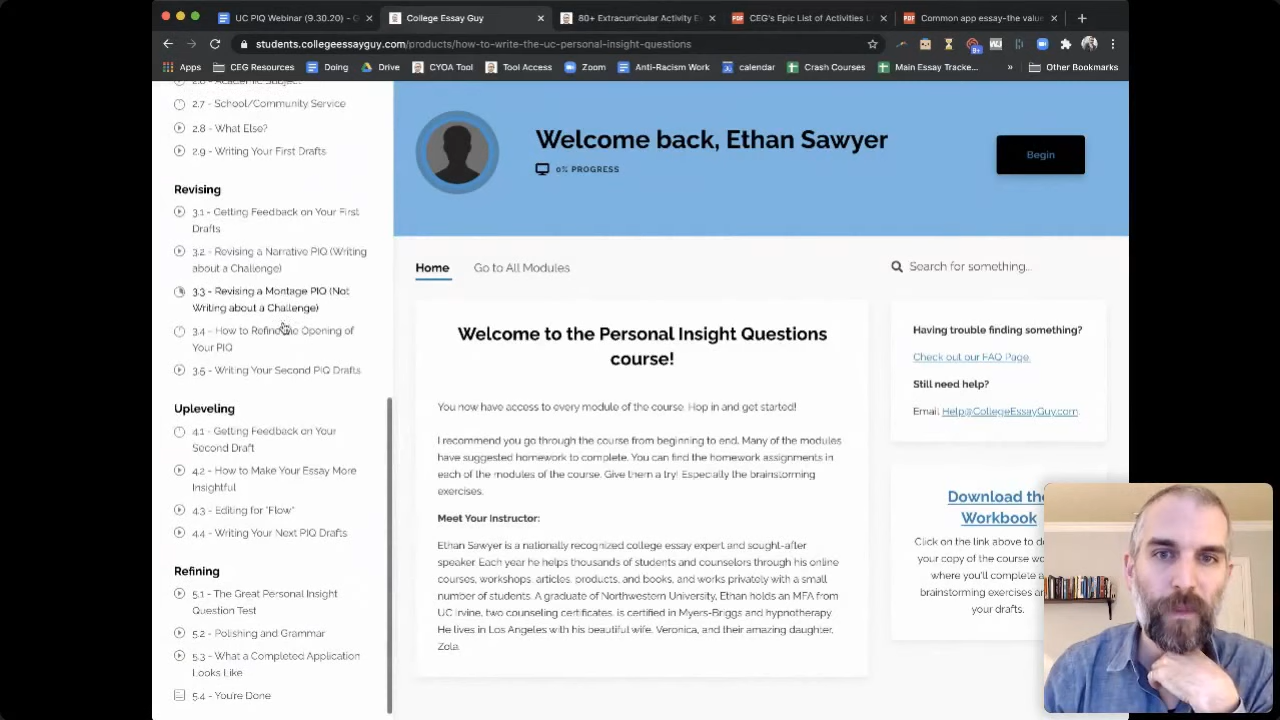 UC PIQ Webinar (9.30.20) -
College Essay Guy
80+ Extracurricular Activity E
CEG's Epic List of Activities L
Common app essay-the value
students.collegeessayguy.com/products/how-to-write-the-uc-personal-insight-questions
Apps
CEG Resources
Doing
Drive
CYOA Tool
Tool Access
Zoom
Anti-Racism Work
calendar
Crash Courses
Main Essay Tracke...
»
Other Bookmarks
2.7 - School/Community Service
2.8 - What Else?
2.9 - Writing Your First Drafts
Revising
3.1 - Getting Feedback on Your First
Drafts
3.2 - Revising a Narrative PIQ (Writing
about a Challenge)
3.3 - Revising a Montage PIQ (Not
Writing about a Challenge)
3.4 - How to Refine the Opening of
Your PIQ
3.5 - Writing Your Second PIQ Drafts
Upleveling
4.1 - Getting Feedback on Your
Second Draft
4.2 - How to Make Your Essay More
Insightful
4.3 - Editing for "Flow"
4.4 - Writing Your Next PIQ Drafts
Refining
5.1 - The Great Personal Insight
Question Test
5.2 - Polishing and Grammar
5.3 - What a Completed Application
Looks Like
5.4 - You're Done
Welcome back, Ethan Sawyer
0% PROGRESS
Begin
Home
Go to All Modules
Search for something...
Welcome to the Personal Insight Questions
course!
You now have access to every module of the course. Hop in and get started!
I recommend you go through the course from beginning to end. Many of the modules
have suggested homework to complete. You can find the homework assignments in
each of the modules of the course. Give them a try! Especially the brainstorming
exercises.
Meet Your Instructor:
Ethan Sawyer is a nationally recognized college essay expert and sought-after
speaker. Each year he helps thousands of students and counselors through his online
courses, workshops, articles, products, and books, and works privately with a small
number of students. A graduate of Northwestern University, Ethan holds an MFA from
UC Irvine, two counseling certificates, is certified in Myers-Briggs and hypnotherapy.
He lives in Los Angeles with his beautiful wife, Veronica, and their amazing daughter,
Zola.
Having trouble finding something?
Check out our FAQ Page.
Still need help?
Email Help@CollegeEssayGuy.com
Download the
Workbook
Click on the link above to do
your copy of the course wo
where you'll complete a
brainstorming exercises an
your drafts.